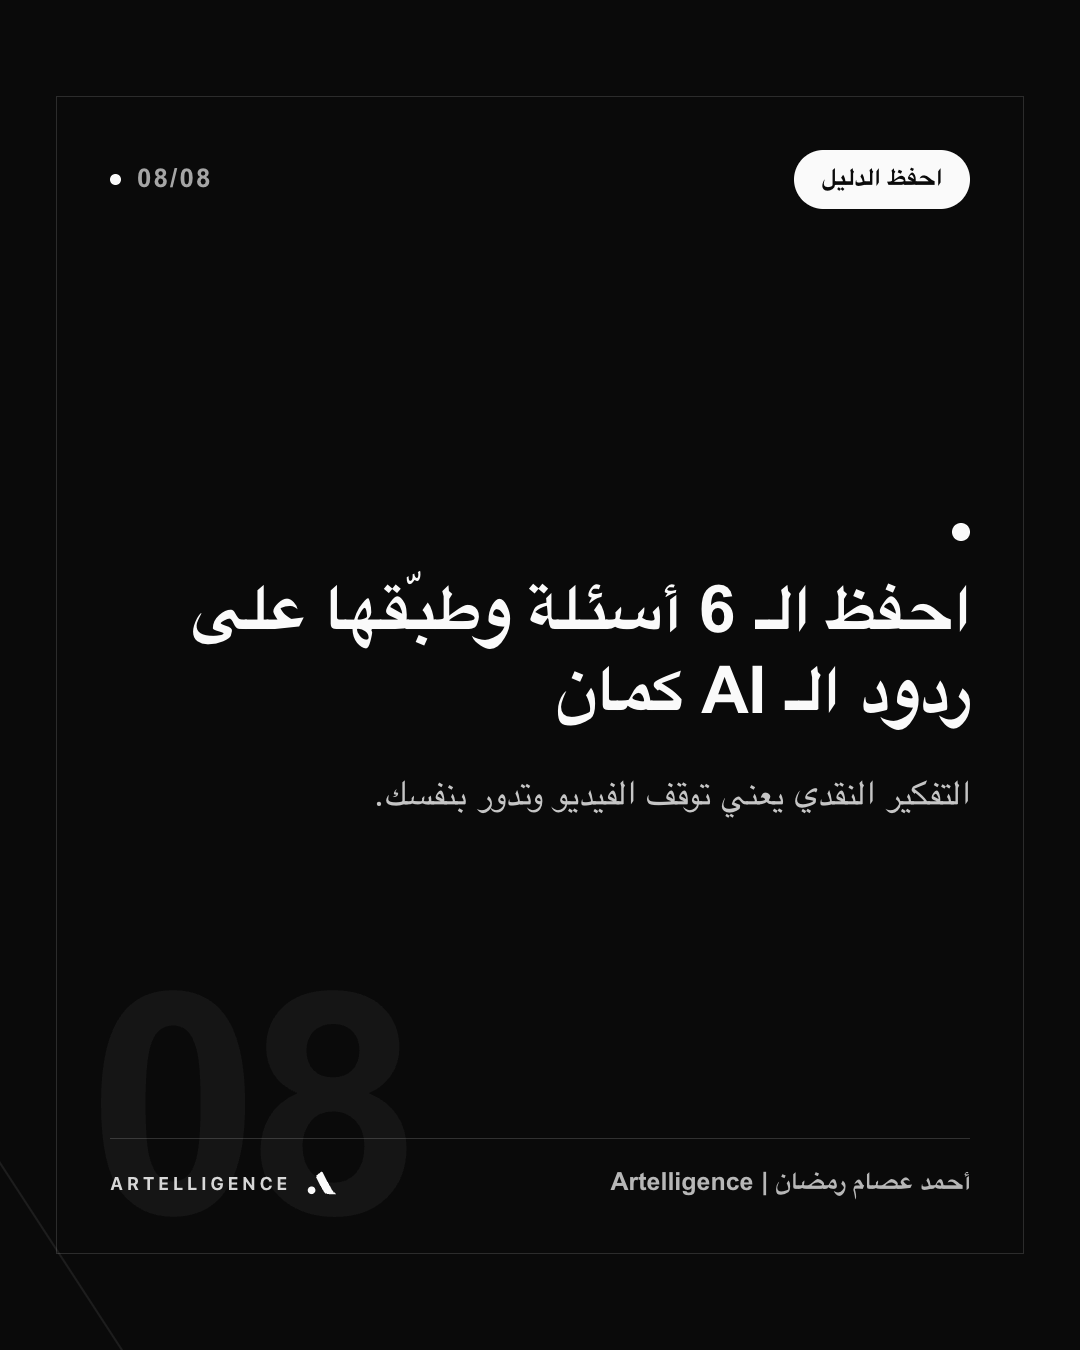 احفظ الدليل
08/08
احفظ الـ 6 أسئلة وطبّقها على
ردود الـ AI كمان
التفكير النقدي يعني توقف الفيديو وتدور بنفسك.
08
أحمد عصام رمضان | Artelligence
ARTELLIGENCE